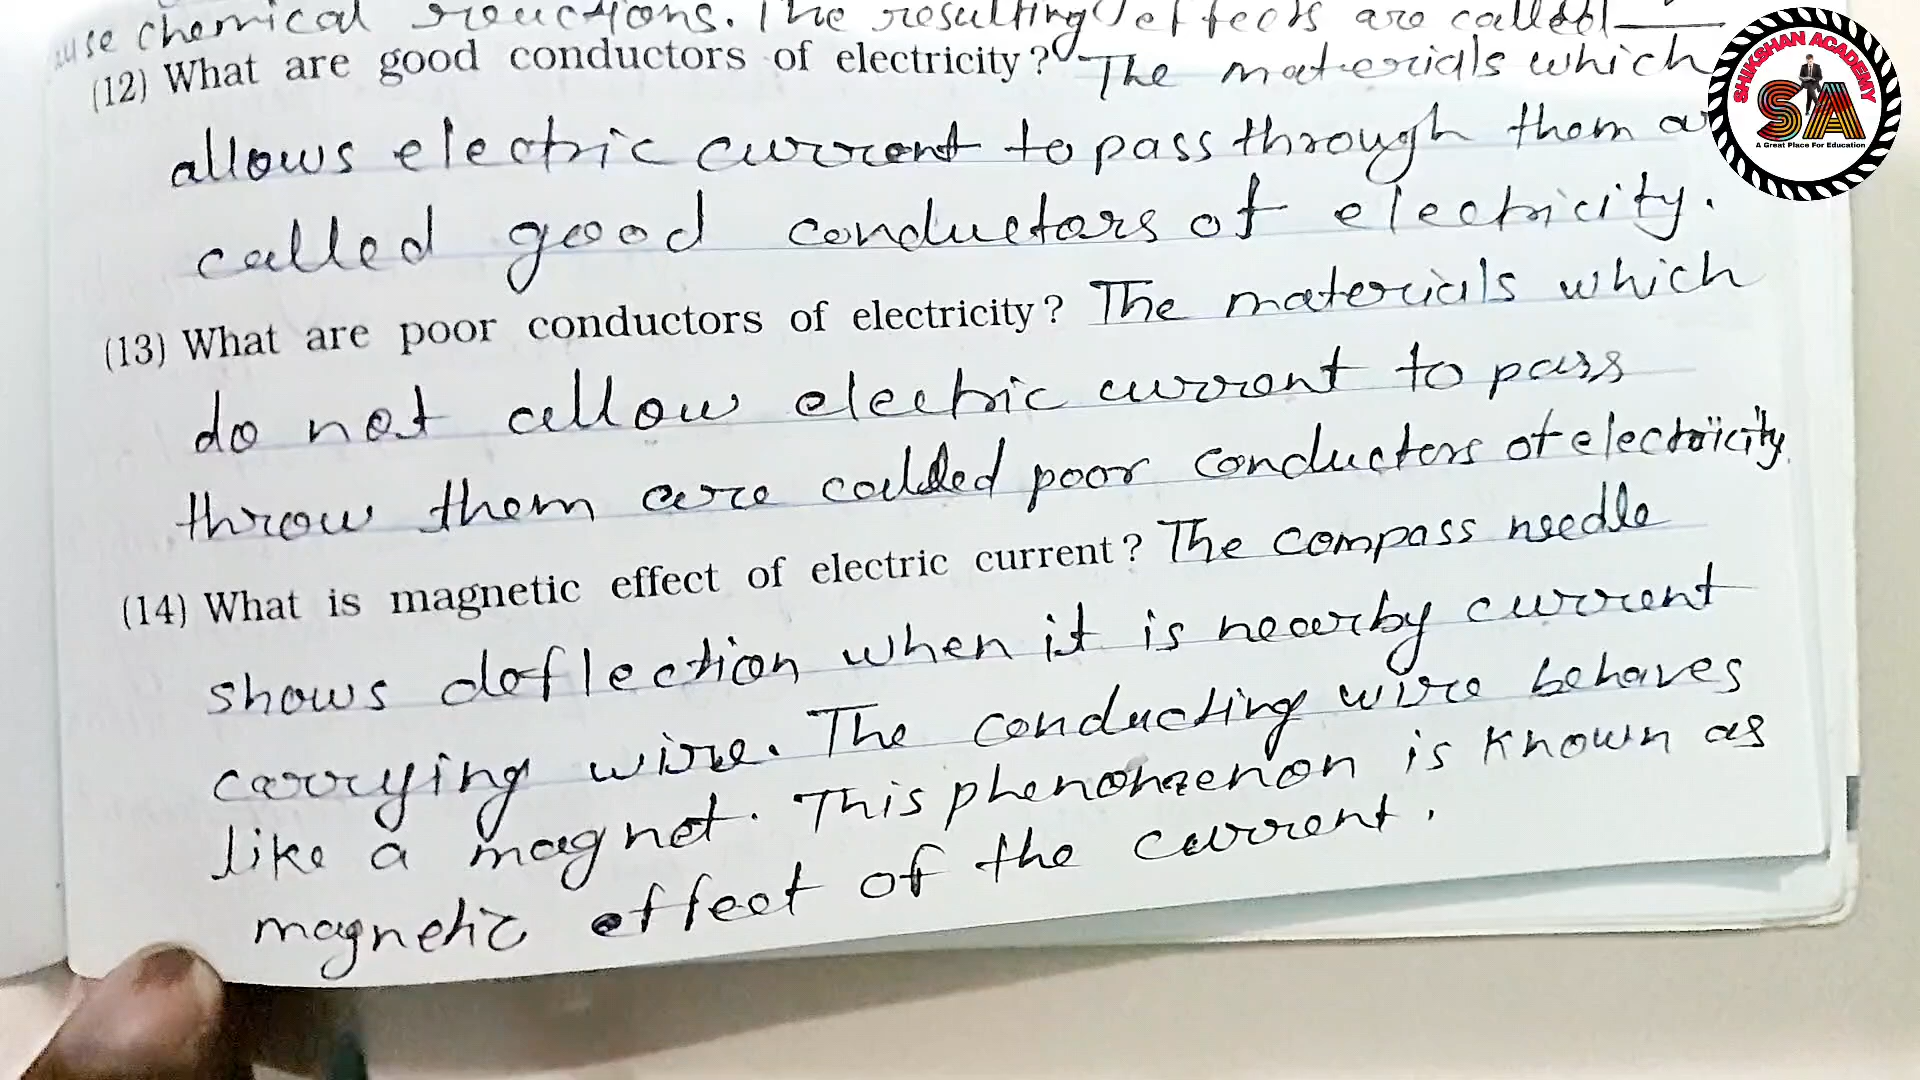 use chemical reactions. The resulting effects are called
(12) What are good conductors of electricity? The materials which
allows electric current to pass through them
called good conductors of electricity.
(13) What are poor conductors of electricity? The materials which
do not allow electric current to pass
throw them are called poor conductors of electricity.
(14) What is magnetic effect of electric current? The compass needle
shows deflection when it is nearby current
carrying wire. The conducting wire behaves
like a magnet. This phenomenon is known as
magnetic effect of the current.
SHIKSHAN ACADEMY
SA
A Great Place For Education